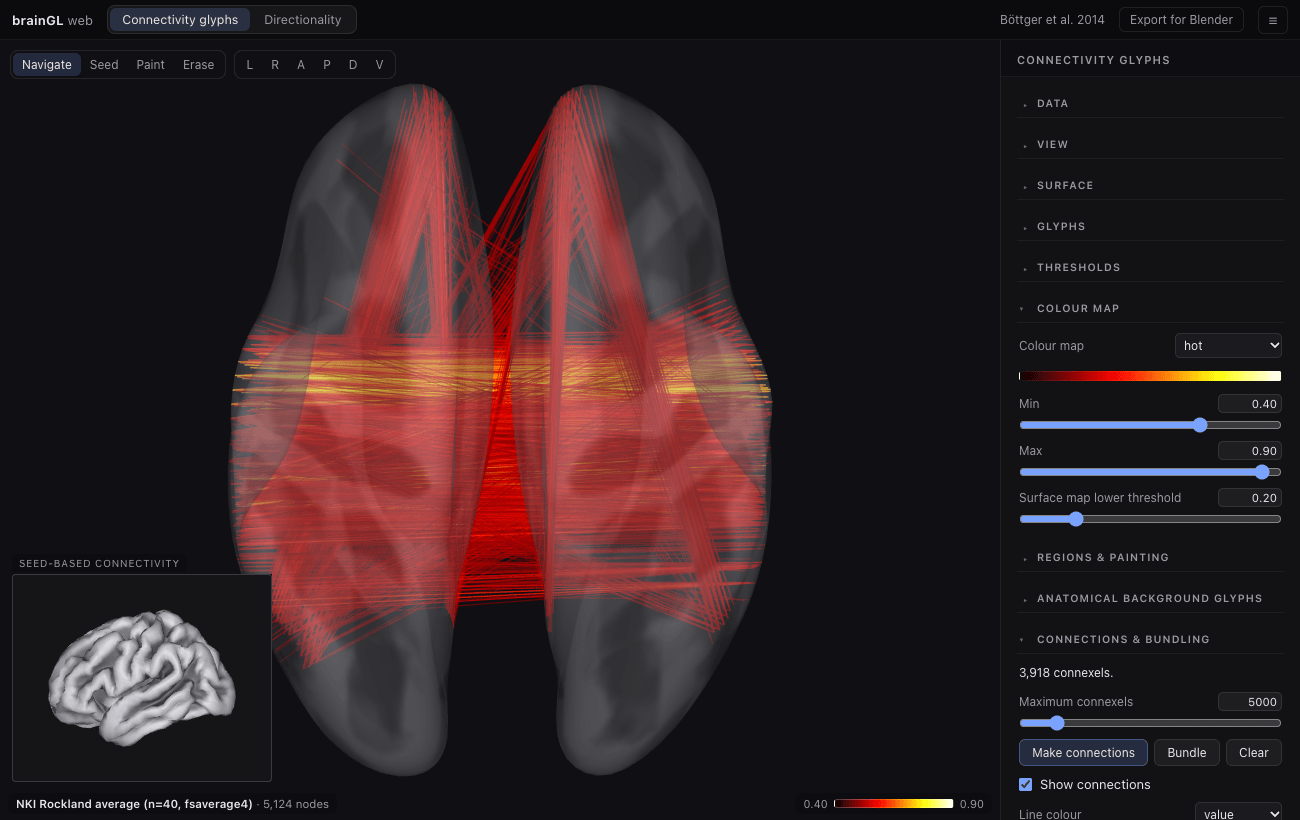 brainGL web
Connectivity glyphs
Directionality
Böttger et al. 2014
Export for Blender
≡
Navigate
Seed
Paint
Erase
L R A P D V
CONNECTIVITY GLYPHS
DATA
VIEW
SURFACE
GLYPHS
THRESHOLDS
COLOUR MAP
Colour map
hot
Min
0.40
Max
0.90
Surface map lower threshold
0.20
REGIONS & PAINTING
ANATOMICAL BACKGROUND GLYPHS
CONNECTIONS & BUNDLING
3,918 connexels.
Maximum connexels
5000
Make connections
Bundle
Clear
Show connections
Line colour
value
SEED-BASED CONNECTIVITY
NKI Rockland average (n=40, fsaverage4) · 5,124 nodes
0.40
0.90